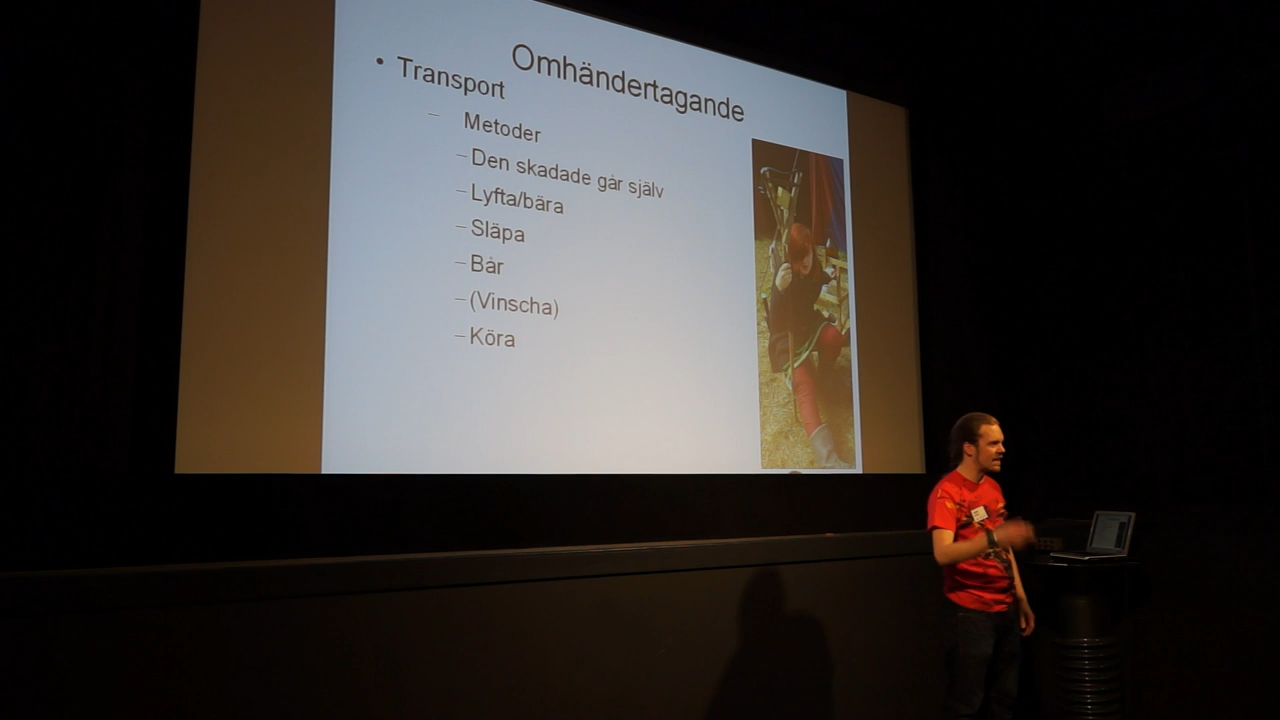 Omhändertagande
• Transport
– Metoder
– Den skadade går själv
– Lyfta/bära
– Släpa
– Bår
– (Vinscha)
– Köra